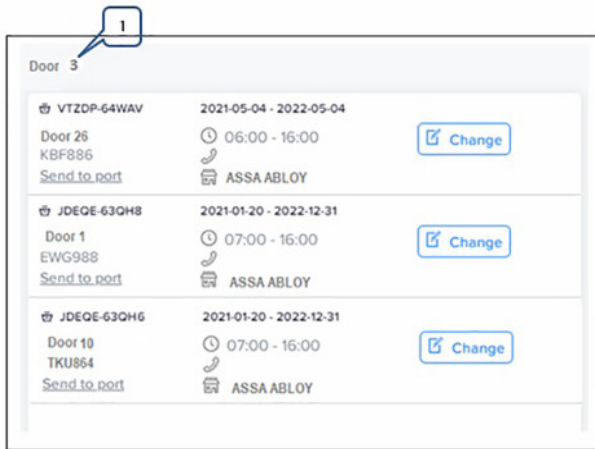 1
Door 3
VTZDP-64WAV 2021-05-04 - 2022-05-04
Door 26 06:00 - 16:00 Change
KBF886
Send to port ASSA ABLOY
JDEQE-63QH8 2021-01-20 - 2022-12-31
Door 1 07:00 - 16:00 Change
EWG988
Send to port ASSA ABLOY
JDEQE-63QH6 2021-01-20 - 2022-12-31
Door 10 07:00 - 16:00 Change
TKU864
Send to port ASSA ABLOY